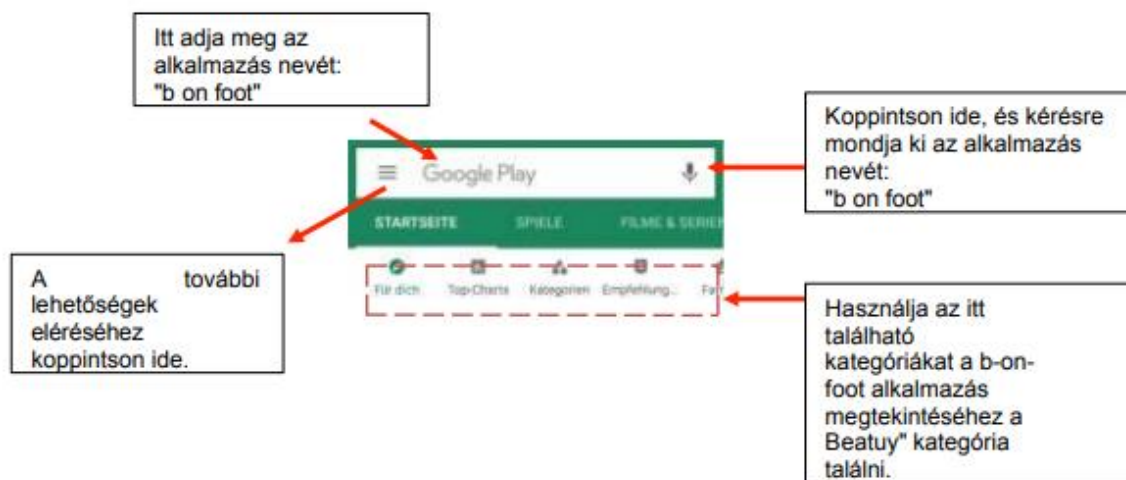 Itt adja meg az
alkalmazás nevét:
"b on foot"
Koppintson ide, és kérésre
mondja ki az alkalmazás
nevét:
"b on foot"
Google Play
STARTSEITE SPIELE FILME & SERIEN
Für dich Top-Charts Kategorien Empfehlung...
A további
lehetőségek
eléréséhez
koppintson ide.
Használja az itt
található
kategóriákat a b-on-
foot alkalmazás
megtekintéséhez a
Beatuy" kategória
találni.